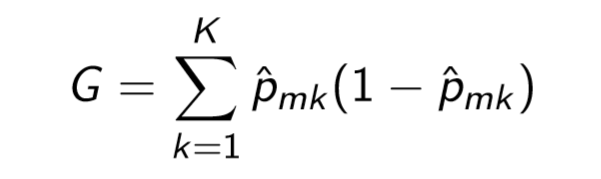 G = \sum_{k=1}^{K} \hat{p}_{mk}(1 - \hat{p}_{mk})